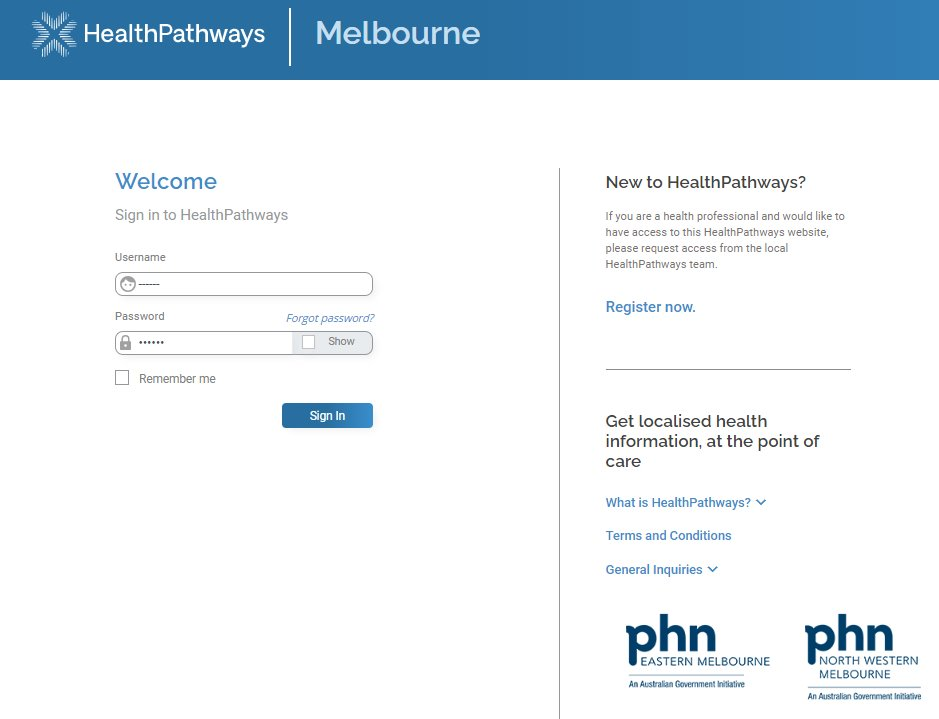 HealthPathways
Melbourne
Welcome
Sign in to HealthPathways
Username
------
Password
Forgot password?
••••••
Show
Remember me
Sign In
New to HealthPathways?
If you are a health professional and would like to
have access to this HealthPathways website,
please request access from the local
HealthPathways team.
Register now.
Get localised health
information, at the point of
care
What is HealthPathways?
Terms and Conditions
General Inquiries
phn
EASTERN MELBOURNE
An Australian Government Initiative
phn
NORTH WESTERN
MELBOURNE
An Australian Government Initiative